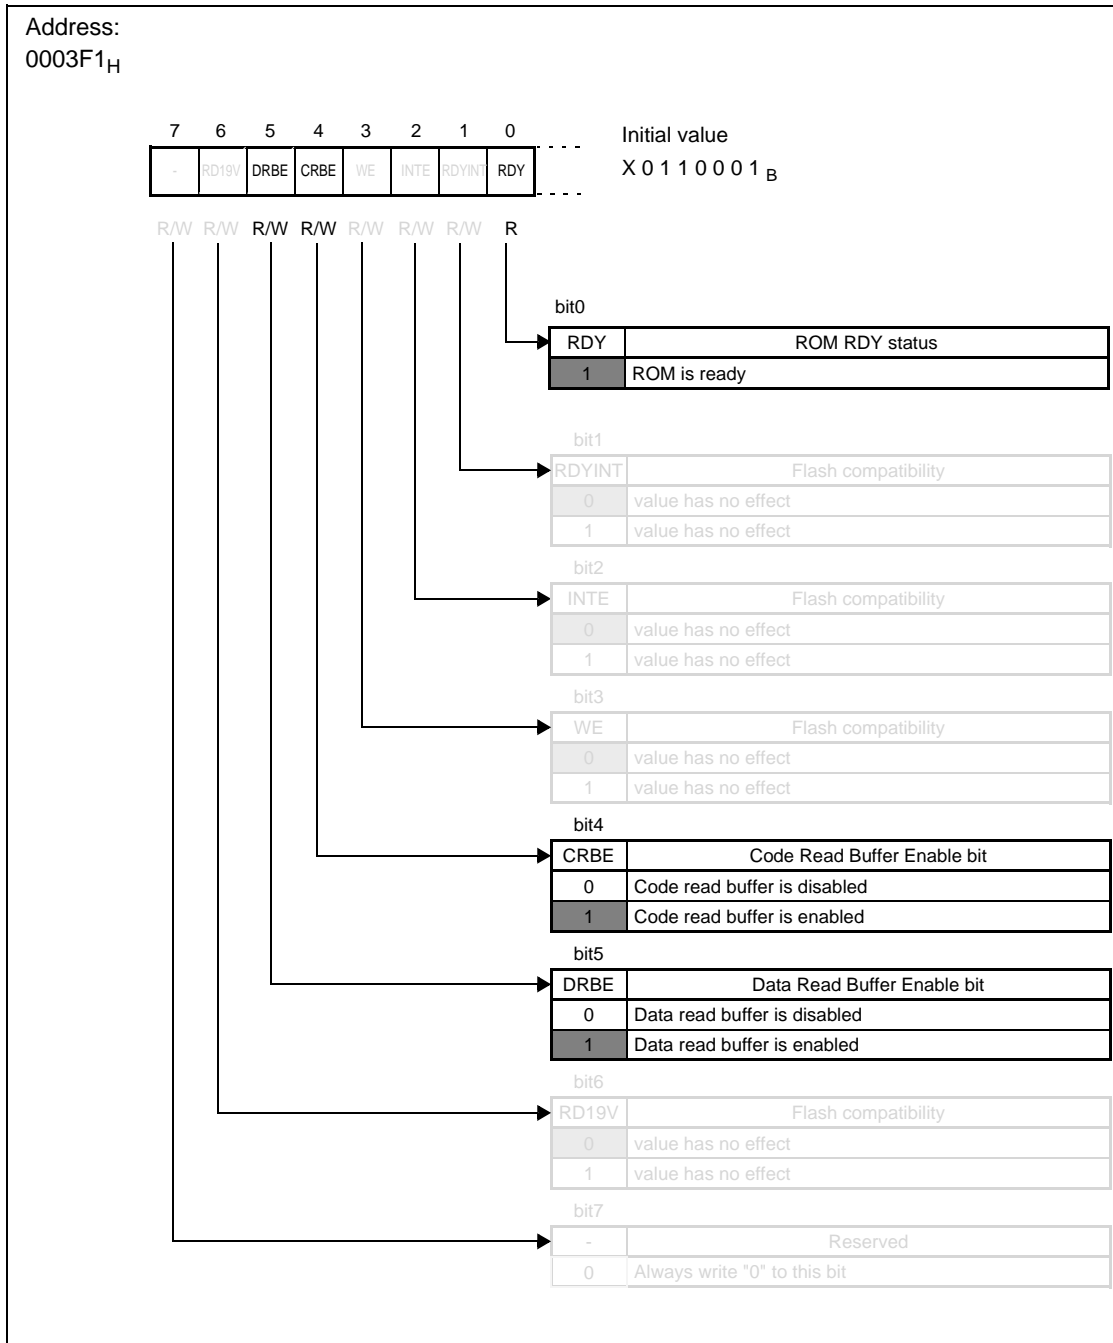 Address:
0003F1H
7 6 5 4 3 2 1 0
Initial value
- RD19V DRBE CRBE WE INTE RDYINT RDY
X 0 1 1 0 0 0 1 B
R/W R/W R/W R/W R/W R/W R/W R
bit0
RDY ROM RDY status
1 ROM is ready
bit1
RDYINT Flash compatibility
0 value has no effect
1 value has no effect
bit2
INTE Flash compatibility
0 value has no effect
1 value has no effect
bit3
WE Flash compatibility
0 value has no effect
1 value has no effect
bit4
CRBE Code Read Buffer Enable bit
0 Code read buffer is disabled
1 Code read buffer is enabled
bit5
DRBE Data Read Buffer Enable bit
0 Data read buffer is disabled
1 Data read buffer is enabled
bit6
RD19V Flash compatibility
0 value has no effect
1 value has no effect
bit7
- Reserved
0 Always write "0" to this bit